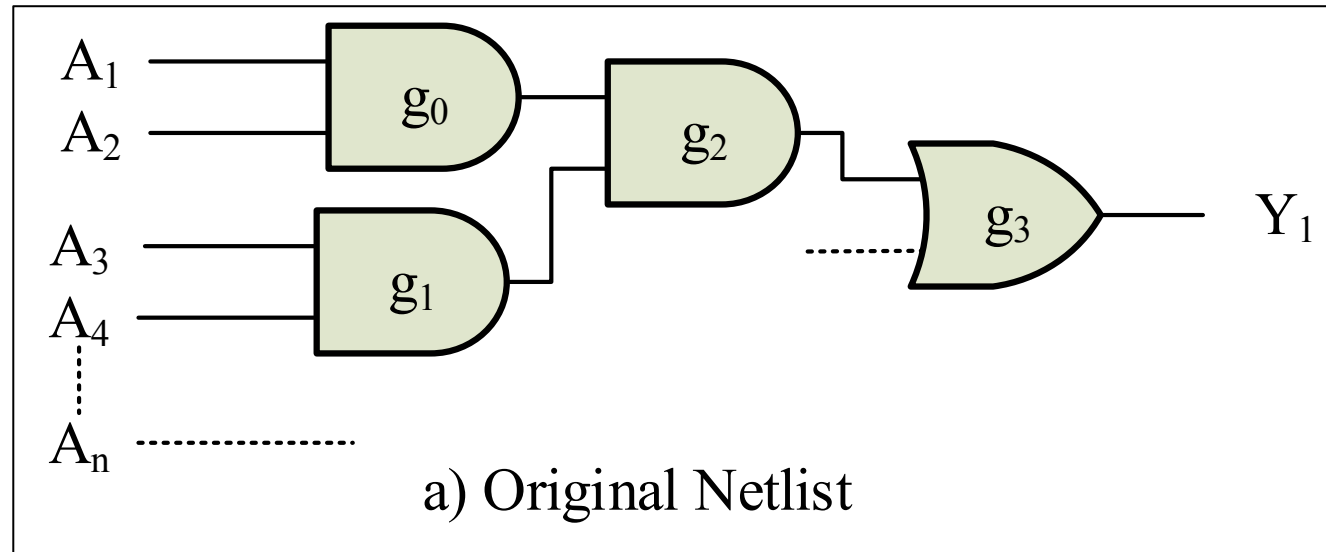 A₁
A₂
g₀
g₂
g₃
Y₁
A₃
A₄
g₁
Aₙ
a) Original Netlist